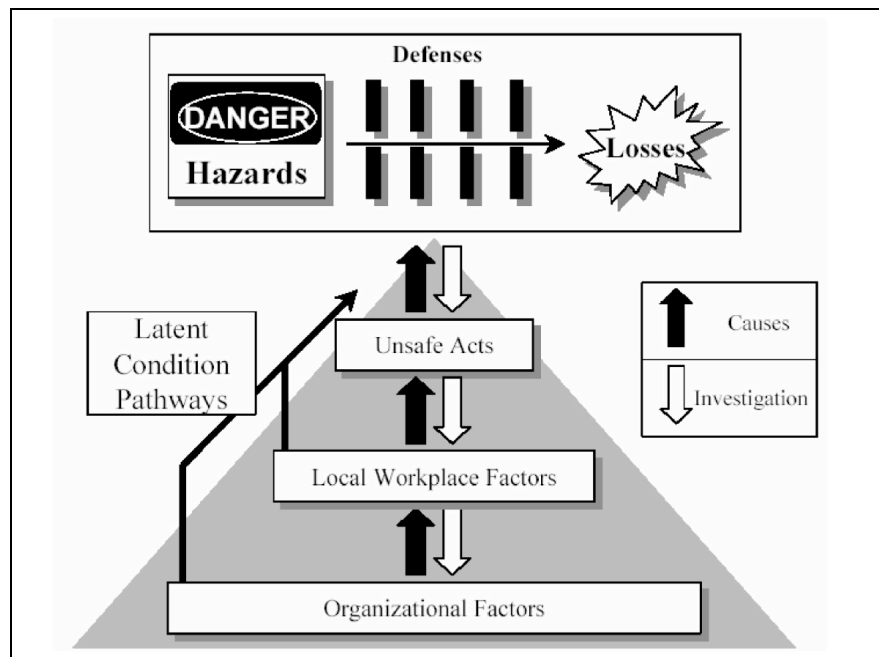 Defenses
DANGER
Hazards
Losses
Latent
Condition
Pathways
Unsafe Acts
Causes
Investigation
Local Workplace Factors
Organizational Factors